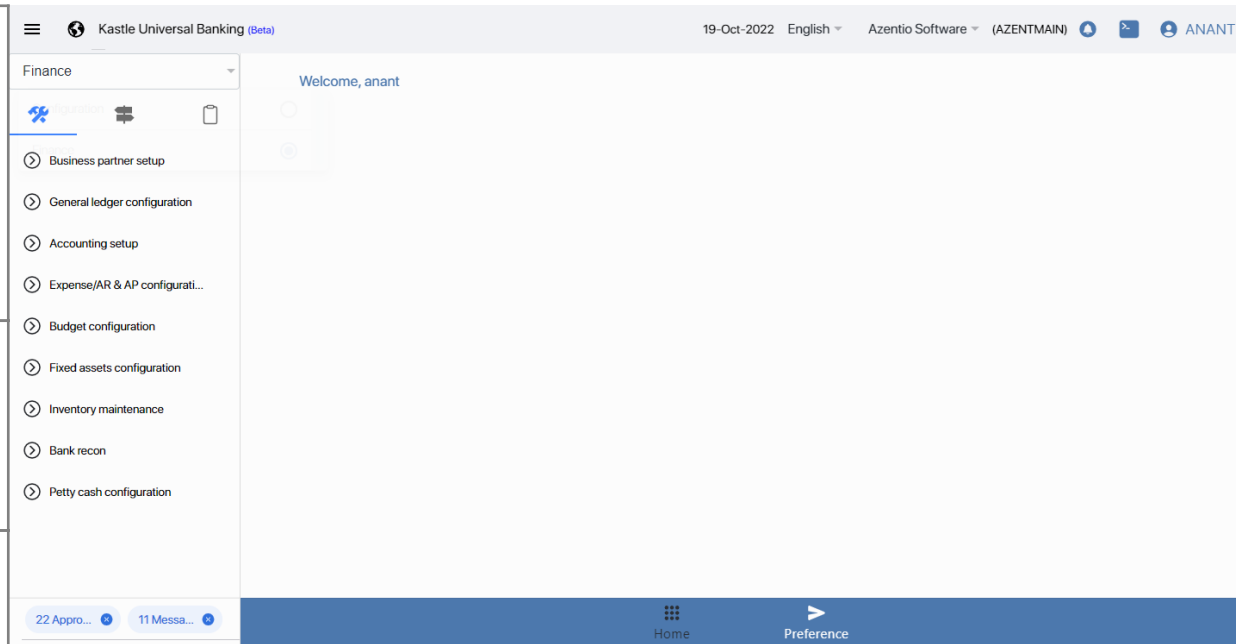 Kastle Universal Banking (Beta)
19-Oct-2022 English Azentio Software (AZENTMAIN) ANANT
Finance
Welcome, anant
Business partner setup
General ledger configuration
Accounting setup
Expense/AR & AP configurati...
Budget configuration
Fixed assets configuration
Inventory maintenance
Bank recon
Petty cash configuration
22 Appro...
11 Messa...
Home
Preference